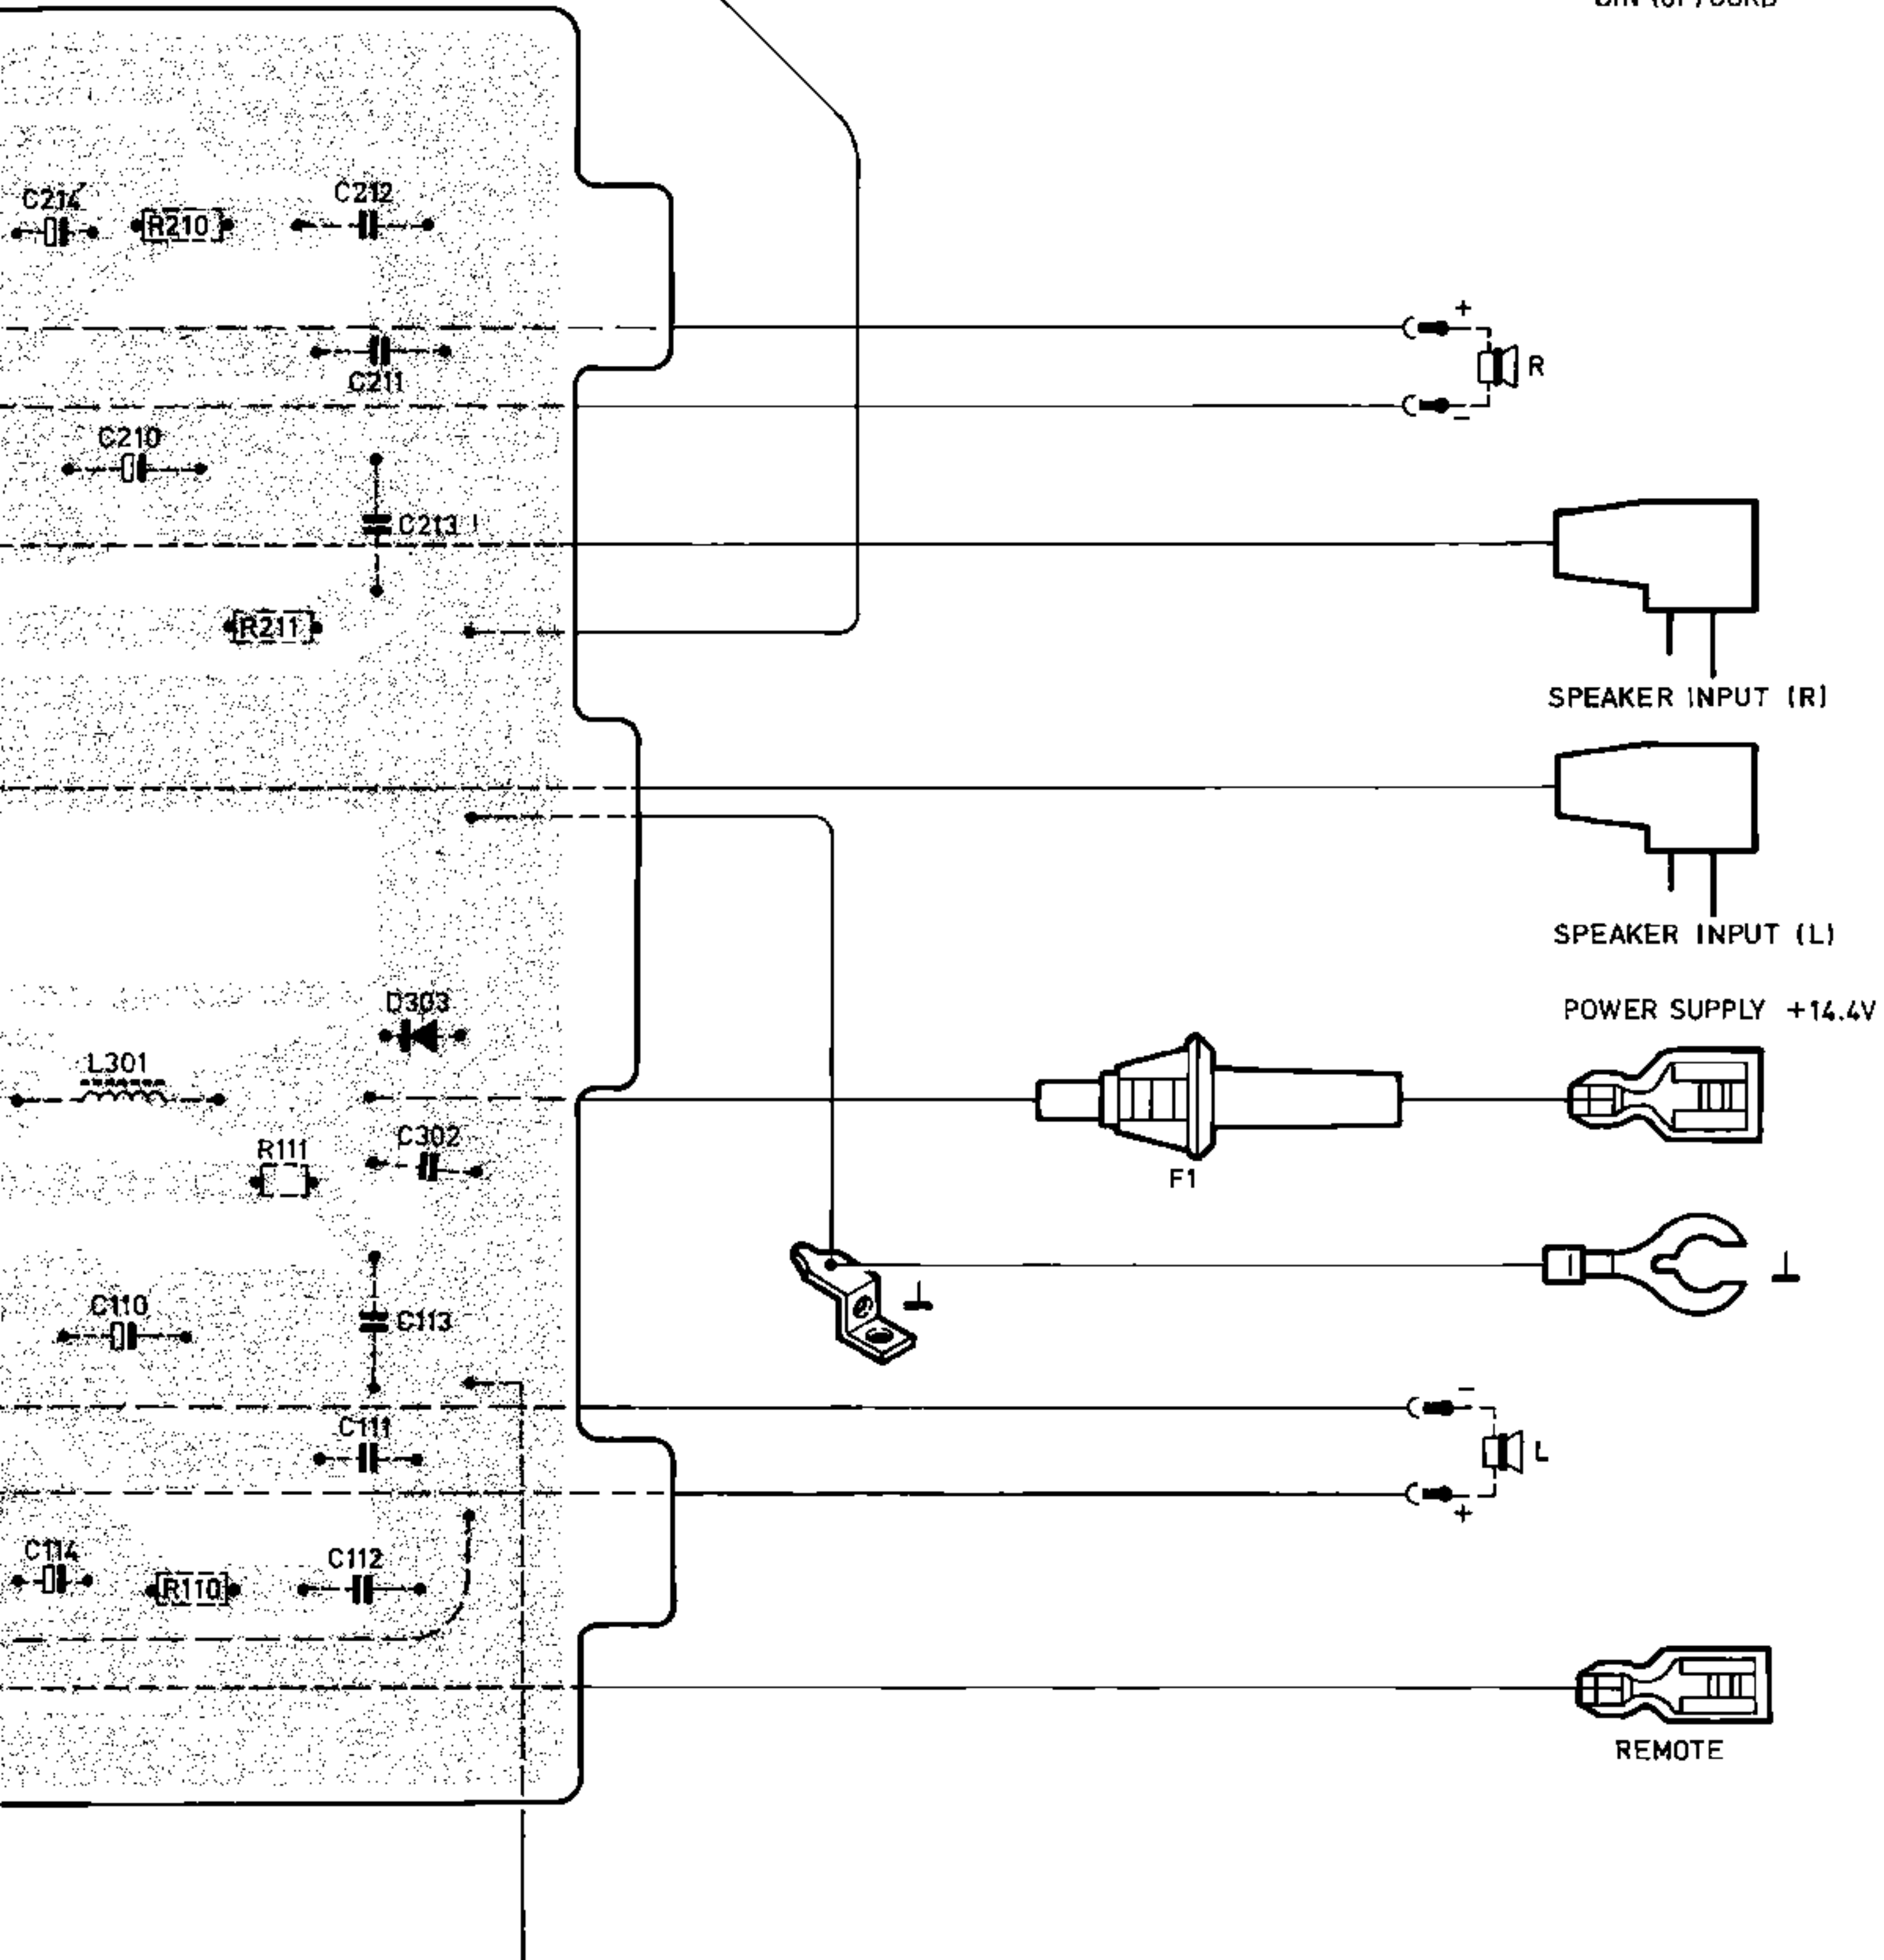 C214
R210
C212
+
C211
R
−
C210
C213
R211
SPEAKER INPUT (R)
SPEAKER INPUT (L)
D303
POWER SUPPLY +14.4V
L301
C302
R111
F1
C110
C113
−
C111
L
+
C114
R110
C112
REMOTE